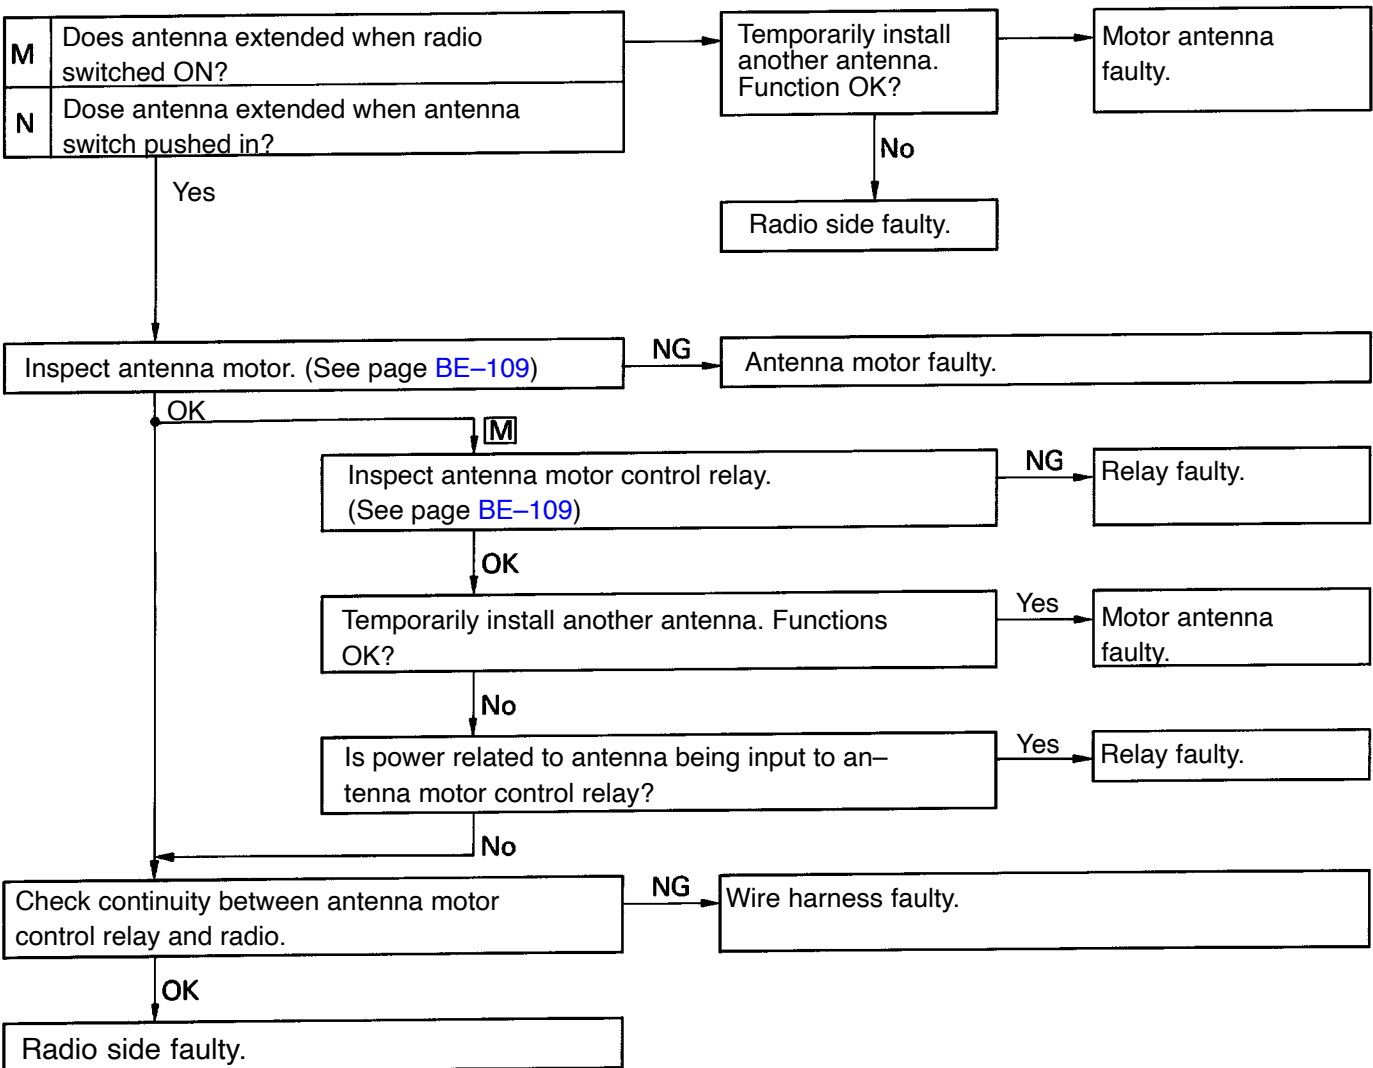 M
Does antenna extended when radio
switched ON?
N
Dose antenna extended when antenna
switch pushed in?
Temporarily install
another antenna.
Function OK?
Motor antenna
faulty.
No
Radio side faulty.
Yes
Inspect antenna motor. (See page BE–109)
NG
Antenna motor faulty.
OK
M
Inspect antenna motor control relay.
(See page BE–109)
NG
Relay faulty.
OK
Temporarily install another antenna. Functions
OK?
Yes
Motor antenna
faulty.
No
Is power related to antenna being input to an–
tenna motor control relay?
Yes
Relay faulty.
No
Check continuity between antenna motor
control relay and radio.
NG
Wire harness faulty.
OK
Radio side faulty.